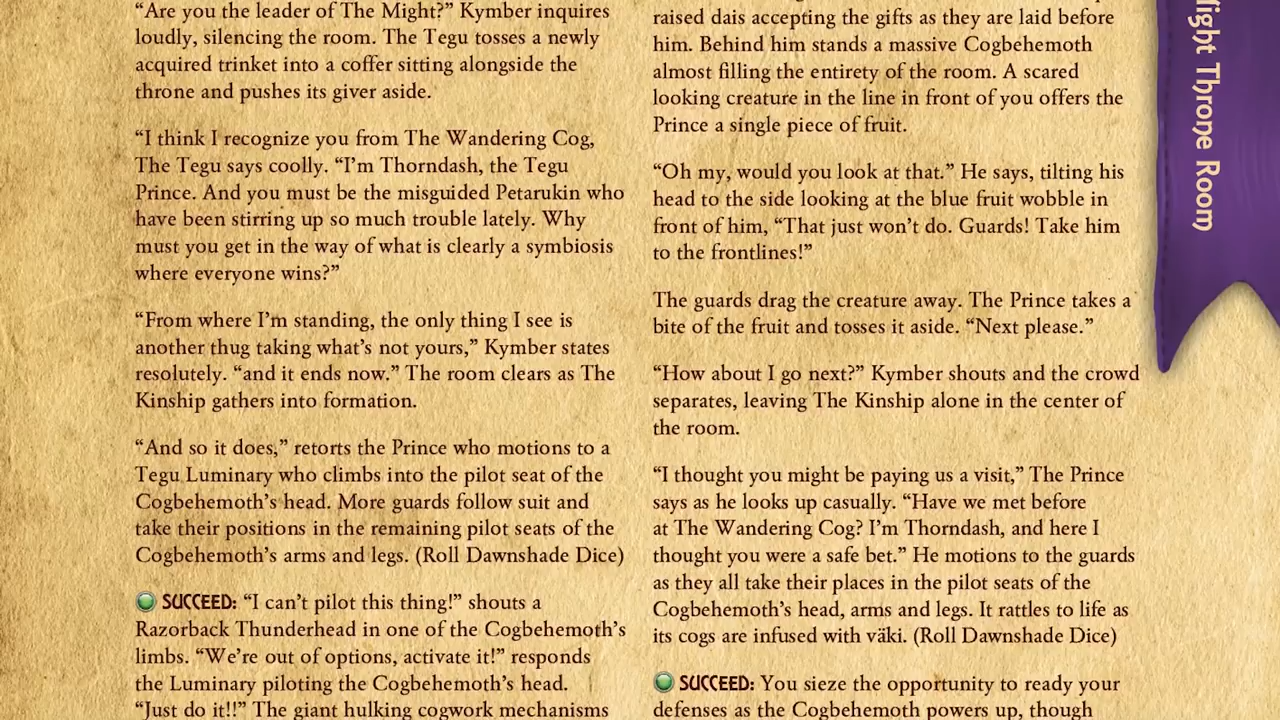 “Are you the leader of The Might?” Kymber inquires
loudly, silencing the room. The Tegu tosses a newly
acquired trinket into a coffer sitting alongside the
throne and pushes its giver aside.
“I think I recognize you from The Wandering Cog,
The Tegu says coolly. “I’m Thorndash, the Tegu
Prince. And you must be the misguided Petarukin who
have been stirring up so much trouble lately. Why
must you get in the way of what is clearly a symbiosis
where everyone wins?”
“From where I’m standing, the only thing I see is
another thug taking what’s not yours,” Kymber states
resolutely. “and it ends now.” The room clears as The
Kinship gathers into formation.
“And so it does,” retorts the Prince who motions to a
Tegu Luminary who climbs into the pilot seat of the
Cogbehemoth’s head. More guards follow suit and
take their positions in the remaining pilot seats of the
Cogbehemoth’s arms and legs. (Roll Dawnshade Dice)
SUCCEED: “I can’t pilot this thing!” shouts a
Razorback Thunderhead in one of the Cogbehemoth’s
limbs. “We’re out of options, activate it!” responds
the Luminary piloting the Cogbehemoth’s head.
“Just do it!!” The giant hulking cogwork mechanisms
raised dais accepting the gifts as they are laid before
him. Behind him stands a massive Cogbehemoth
almost filling the entirety of the room. A scared
looking creature in the line in front of you offers the
Prince a single piece of fruit.
“Oh my, would you look at that.” He says, tilting his
head to the side looking at the blue fruit wobble in
front of him, “That just won’t do. Guards! Take him
to the frontlines!”
The guards drag the creature away. The Prince takes a
bite of the fruit and tosses it aside. “Next please.”
“How about I go next?” Kymber shouts and the crowd
separates, leaving The Kinship alone in the center of
the room.
“I thought you might be paying us a visit,” The Prince
says as he looks up casually. “Have we met before
at The Wandering Cog? I’m Thorndash, and here I
thought you were a safe bet.” He motions to the guards
as they all take their places in the pilot seats of the
Cogbehemoth’s head, arms and legs. It rattles to life as
its cogs are infused with väki. (Roll Dawnshade Dice)
SUCCEED: You sieze the opportunity to ready your
defenses as the Cogbehemoth powers up, though
Throne Room